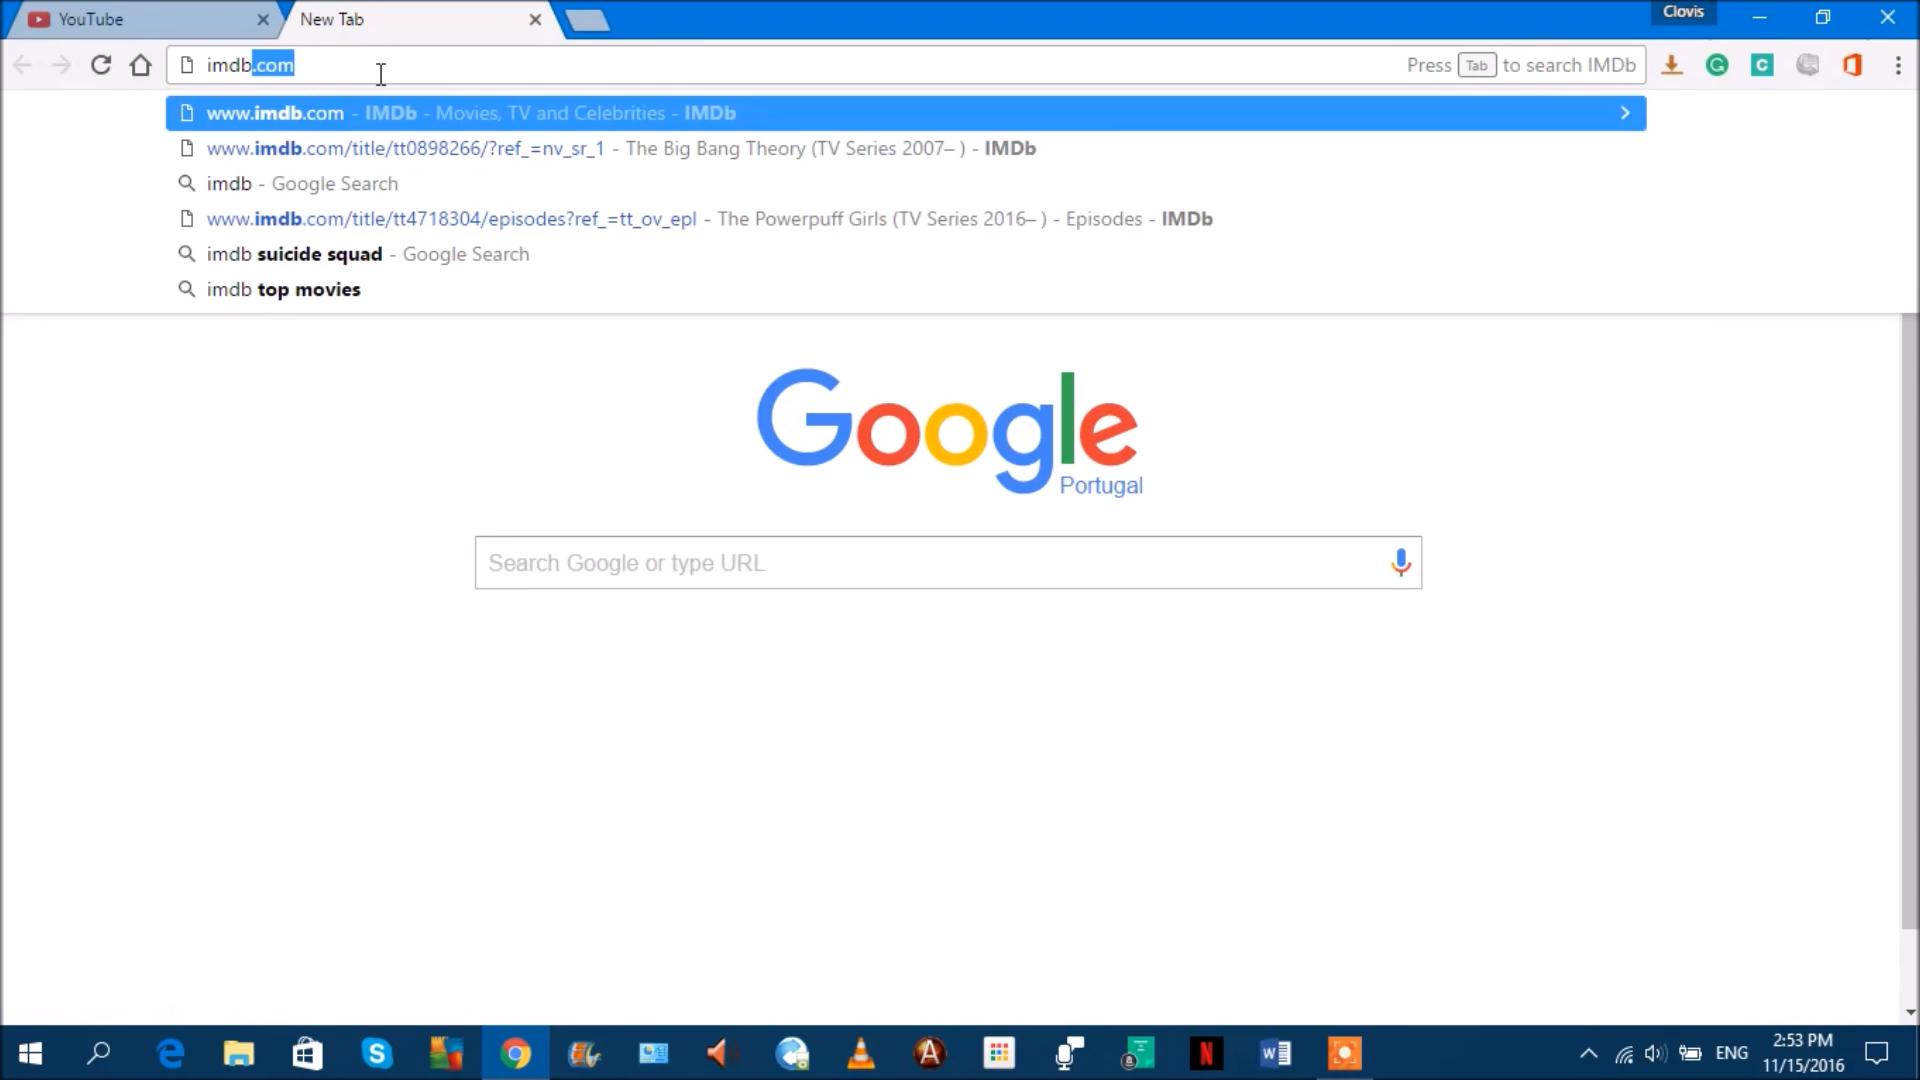 YouTube
New Tab
Clovis
imdb.com
Press Tab to search IMDb
www.imdb.com - IMDb - Movies, TV and Celebrities - IMDb
www.imdb.com/title/tt0898266/?ref_=nv_sr_1 - The Big Bang Theory (TV Series 2007– ) - IMDb
imdb - Google Search
www.imdb.com/title/tt4718304/episodes?ref_=tt_ov_epl - The Powerpuff Girls (TV Series 2016– ) - Episodes - IMDb
imdb suicide squad - Google Search
imdb top movies
Google
Portugal
Search Google or type URL
ENG
2:53 PM
11/15/2016